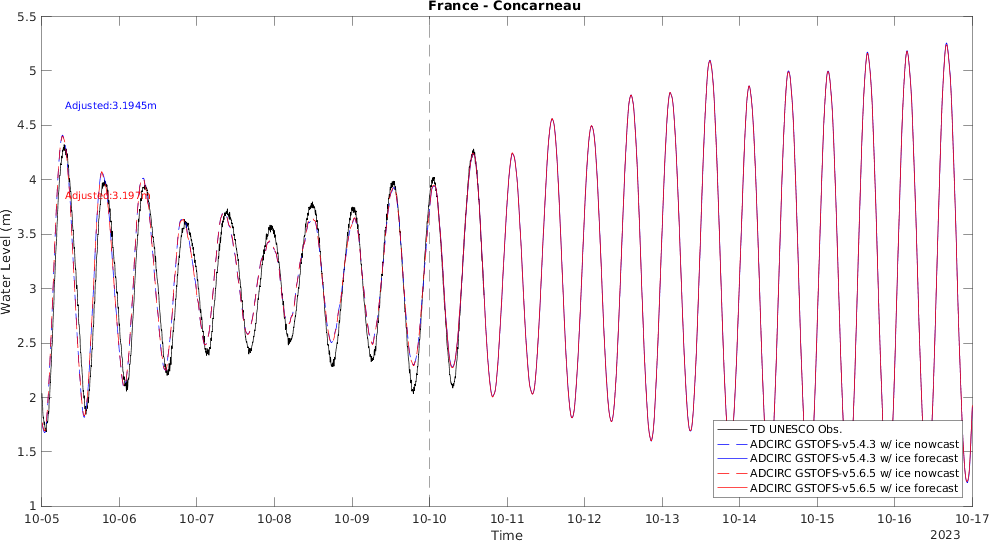 France - Concarneau
5.5
5
4.5
4
3.5
3
2.5
2
1.5
1
Water Level (m)
Adjusted:3.1945m
Adjusted:3.197m
TD UNESCO Obs.
ADCIRC GSTOFS-v5.4.3 w/ ice nowcast
ADCIRC GSTOFS-v5.4.3 w/ ice forecast
ADCIRC GSTOFS-v5.6.5 w/ ice nowcast
ADCIRC GSTOFS-v5.6.5 w/ ice forecast
10-05 10-06 10-07 10-08 10-09 10-10 10-11 10-12 10-13 10-14 10-15 10-16 10-17
Time
2023